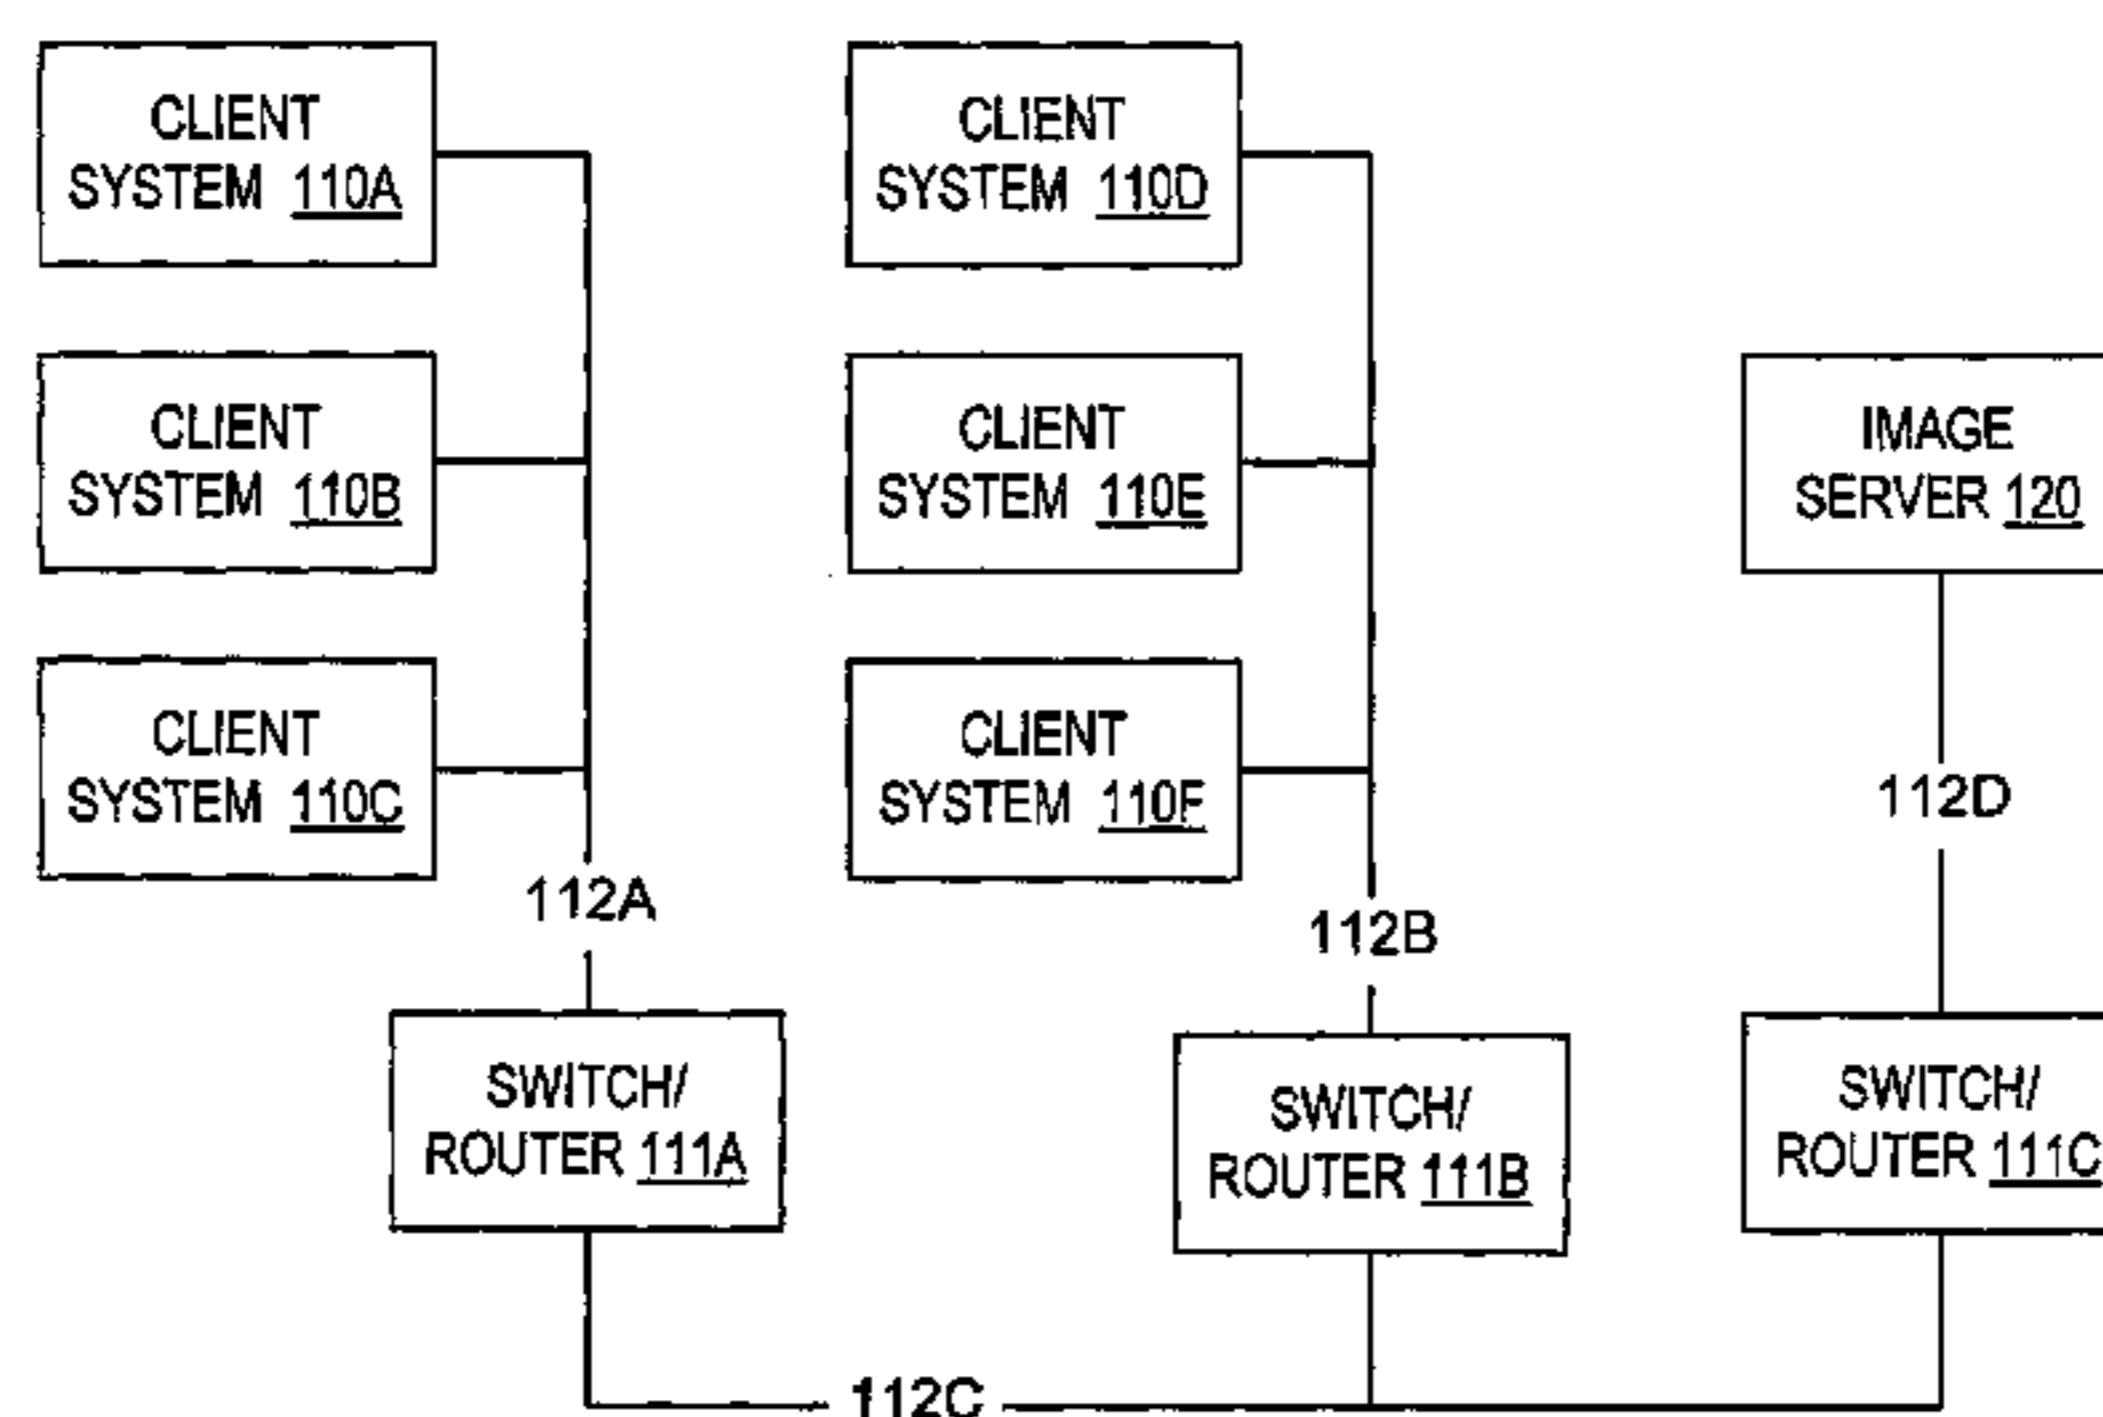 CLIENT
SYSTEM 110A
CLIENT
SYSTEM 110D
CLIENT
SYSTEM 110B
CLIENT
SYSTEM 110E
IMAGE
SERVER 120
CLIENT
SYSTEM 110C
CLIENT
SYSTEM 110F
112D
112A
112B
SWITCH/
ROUTER 111A
SWITCH/
ROUTER 111B
SWITCH/
ROUTER 111C
112C